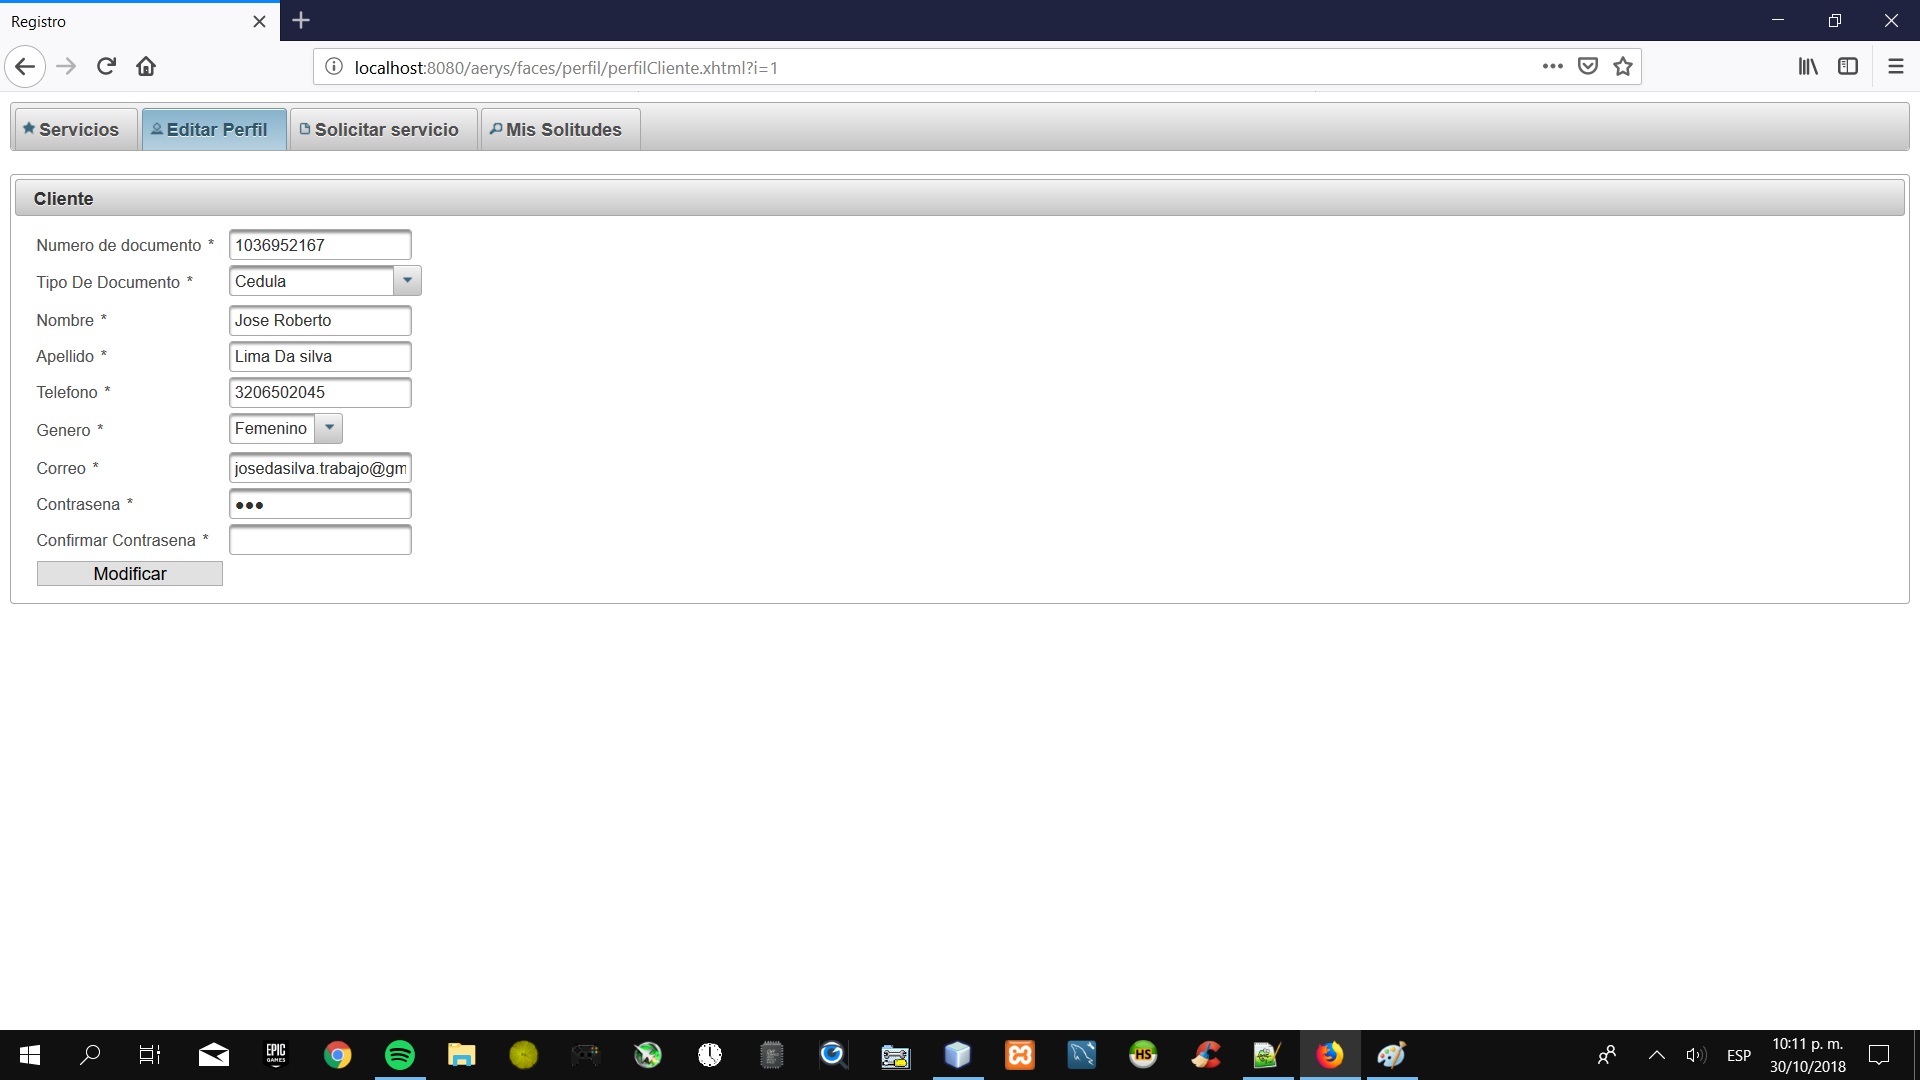 Registro
localhost:8080/aerys/faces/perfil/perfilCliente.xhtml?i=1
Servicios Editar Perfil Solicitar servicio Mis Solitudes
Cliente
Numero de documento * 1036952167
Tipo De Documento * Cedula
Nombre * Jose Roberto
Apellido * Lima Da silva
Telefono * 3206502045
Genero * Femenino
Correo * josedasilva.trabajo@gm
Contrasena * ●●●
Confirmar Contrasena *
Modificar
EPIC
GAMES
HS
ESP
10:11 p. m.
30/10/2018